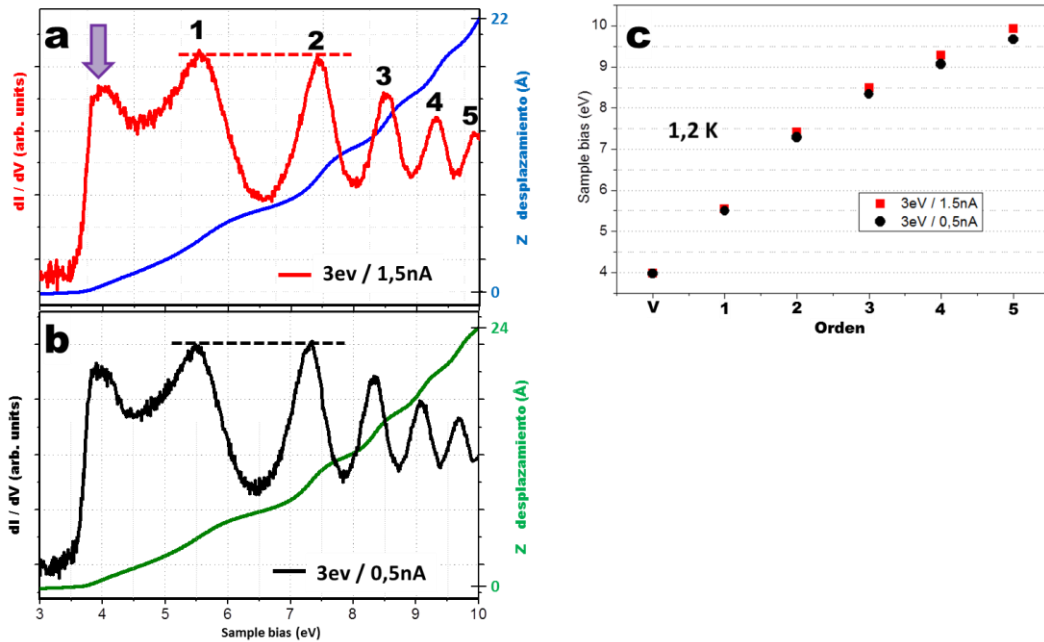 a
1
2
3
4
5
22
0
dI / dV (arb. units)
Z desplazamiento (Å)
3ev / 1,5nA
b
24
0
dI / dV (arb. units)
Z desplazamiento (Å)
3ev / 0,5nA
3 4 5 6 7 8 9 10
Sample bias (eV)
c
10
9
8
7
6
5
4
Sample bias (eV)
1,2 K
3eV / 1.5nA
3eV / 0,5nA
V 1 2 3 4 5
Orden